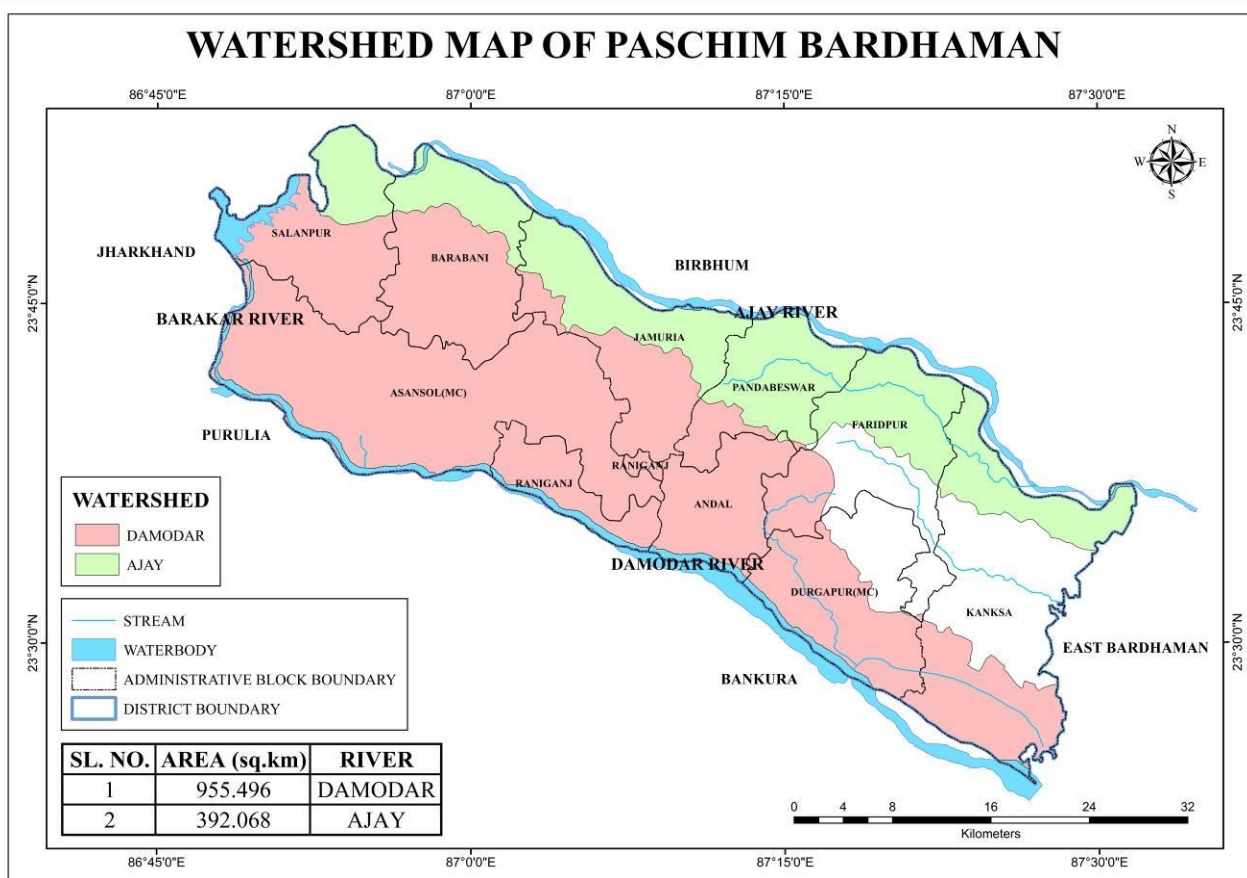 WATERSHED MAP OF PASCHIM BARDHAMAN
86°45'0"E 87°0'0"E 87°15'0"E 87°30'0"E
N
W E
S
SALANPUR
JHARKHAND
BARABANI
BIRBHUM
23°45'0"N 23°45'0"N
BARAKAR RIVER
AJAY RIVER
JAMURIA
ASANSOL(MC)
PANDABESWAR
PURULIA
FARIDPUR
RANIGANJ
RANIGANJ
ANDAL
WATERSHED
DAMODAR
AJAY
DAMODAR RIVER
DURGAPUR(MC)
KANKSA
23°30'0"N 23°30'0"N
EAST BARDHAMAN
BANKURA
STREAM
WATERBODY
ADMINISTRATIVE BLOCK BOUNDARY
DISTRICT BOUNDARY
SL. NO. AREA (sq.km) RIVER
1 955.496 DAMODAR
2 392.068 AJAY
0 4 8 16 24 32
Kilometers
86°45'0"E 87°0'0"E 87°15'0"E 87°30'0"E